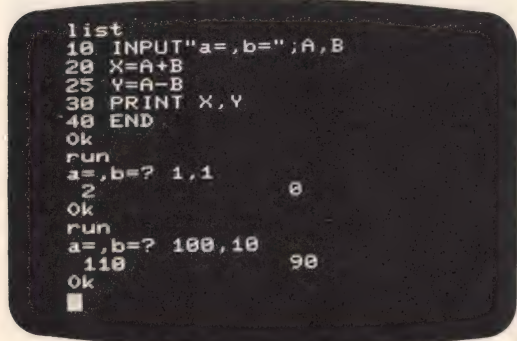 list
10 INPUT"a=,b=";A,B
20 X=A+B
25 Y=A-B
30 PRINT X,Y
40 END
Ok
run
a=,b=? 1,1
 2             0
Ok
run
a=,b=? 100,10
 110           90
Ok